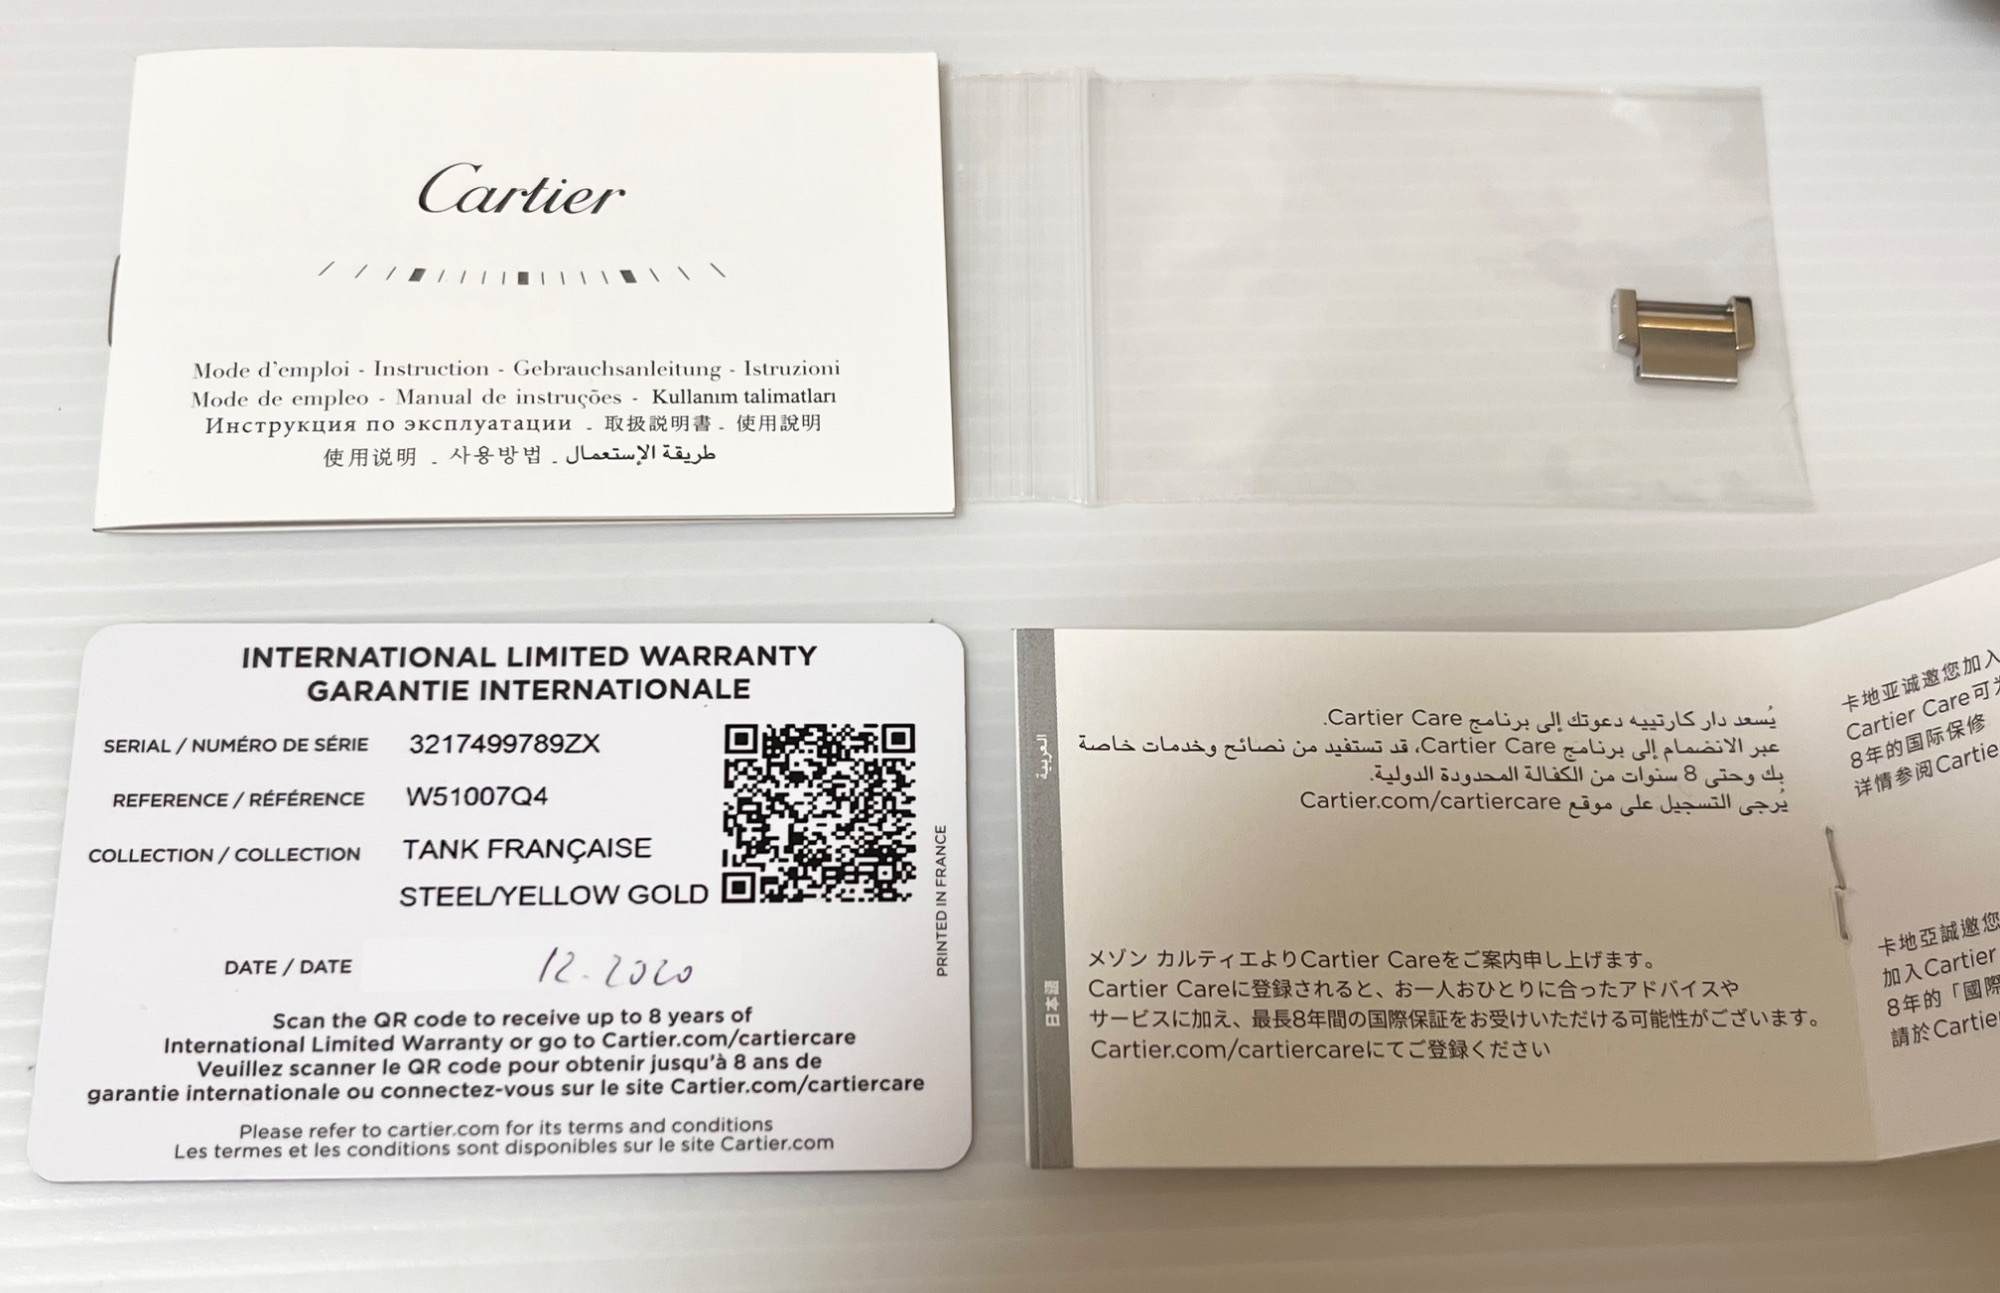 Cartier
Mode d'emploi - Instruction - Gebrauchsanleitung - Istruzioni
Mode de empleo - Manual de instruções - Kullanım talimatları
Инструкция по эксплуатации - 取扱説明書 - 使用說明
使用说明 - 사용방법 - طريقة الإستعمال
INTERNATIONAL LIMITED WARRANTY
GARANTIE INTERNATIONALE
SERIAL / NUMÉRO DE SÉRIE 3217499789ZX
REFERENCE / RÉFÉRENCE W51007Q4
COLLECTION / COLLECTION TANK FRANÇAISE
STEEL/YELLOW GOLD
DATE / DATE 12.2020
PRINTED IN FRANCE
Scan the QR code to receive up to 8 years of
International Limited Warranty or go to Cartier.com/cartiercare
Veuillez scanner le QR code pour obtenir jusqu'à 8 ans de
garantie internationale ou connectez-vous sur le site Cartier.com/cartiercare
Please refer to cartier.com for its terms and conditions
Les termes et les conditions sont disponibles sur le site Cartier.com
العربية
يُسعد دار كارتييه دعوتك إلى برنامج Cartier Care.
عبر الانضمام إلى برنامج Cartier Care، قد تستفيد من نصائح وخدمات خاصة
بك وحتى 8 سنوات من الكفالة المحدودة الدولية.
يُرجى التسجيل على موقع Cartier.com/cartiercare
日本語
メゾン カルティエよりCartier Careをご案内申し上げます。
Cartier Careに登録されると、お一人おひとりに合ったアドバイスや
サービスに加え、最長8年間の国際保証をお受けいただける可能性がございます。
Cartier.com/cartiercareにてご登録ください
卡地亚诚邀您加入
Cartier Care可
8年的国际保修
详情参阅Cartie
卡地亞誠邀您
加入Cartier
8年的「國際
請於Cartie